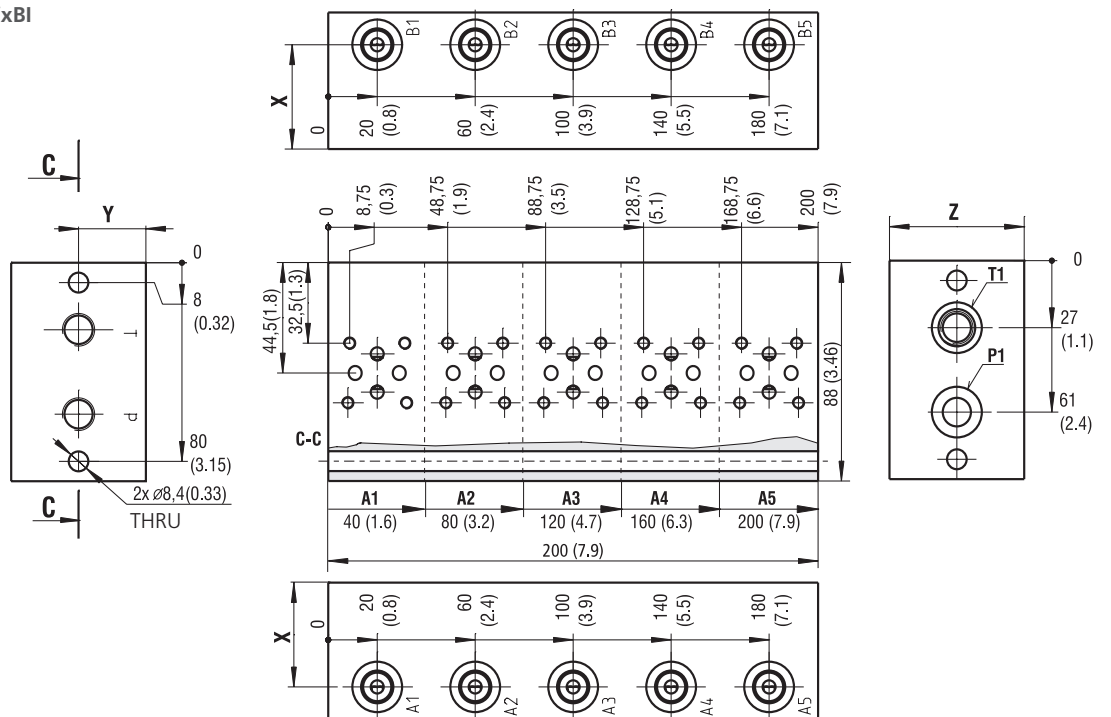 xBI
B1
B2
B3
B4
B5
X
0
20
(0.8)
60
(2.4)
100
(3.9)
140
(5.5)
180
(7.1)
C
Y
0
8
(0.32)
T
P
80
(3.15)
2x ø8,4(0.33)
THRU
C
0
8,75
(0.3)
48,75
(1.9)
88,75
(3.5)
128,75
(5.1)
168,75
(6.6)
200
(7.9)
44,5(1.8)
32,5(1.3)
88 (3.46)
C-C
A1
A2
A3
A4
A5
40 (1.6)
80 (3.2)
120 (4.7)
160 (6.3)
200 (7.9)
200 (7.9)
Z
0
T1
27
(1.1)
P1
61
(2.4)
X
0
20
(0.8)
60
(2.4)
100
(3.9)
140
(5.5)
180
(7.1)
A1
A2
A3
A4
A5